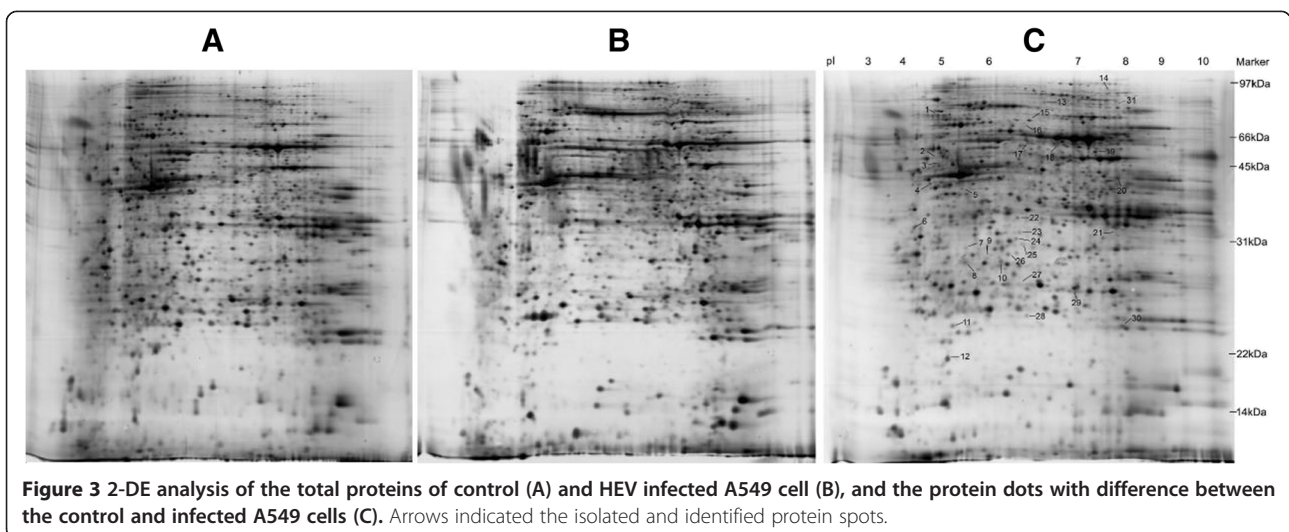 A
B
C
pI 3 4 5 6 7 8 9 10 Marker
14
97kDa
13
31
1
15
16
66kDa
2
17
18
19
3
45kDa
4
5
20
6
22
23
21
7
9
24
31kDa
25
26
8
10
27
29
28
30
11
12
22kDa
14kDa
Figure 3 2-DE analysis of the total proteins of control (A) and HEV infected A549 cell (B), and the protein dots with difference between
the control and infected A549 cells (C). Arrows indicated the isolated and identified protein spots.